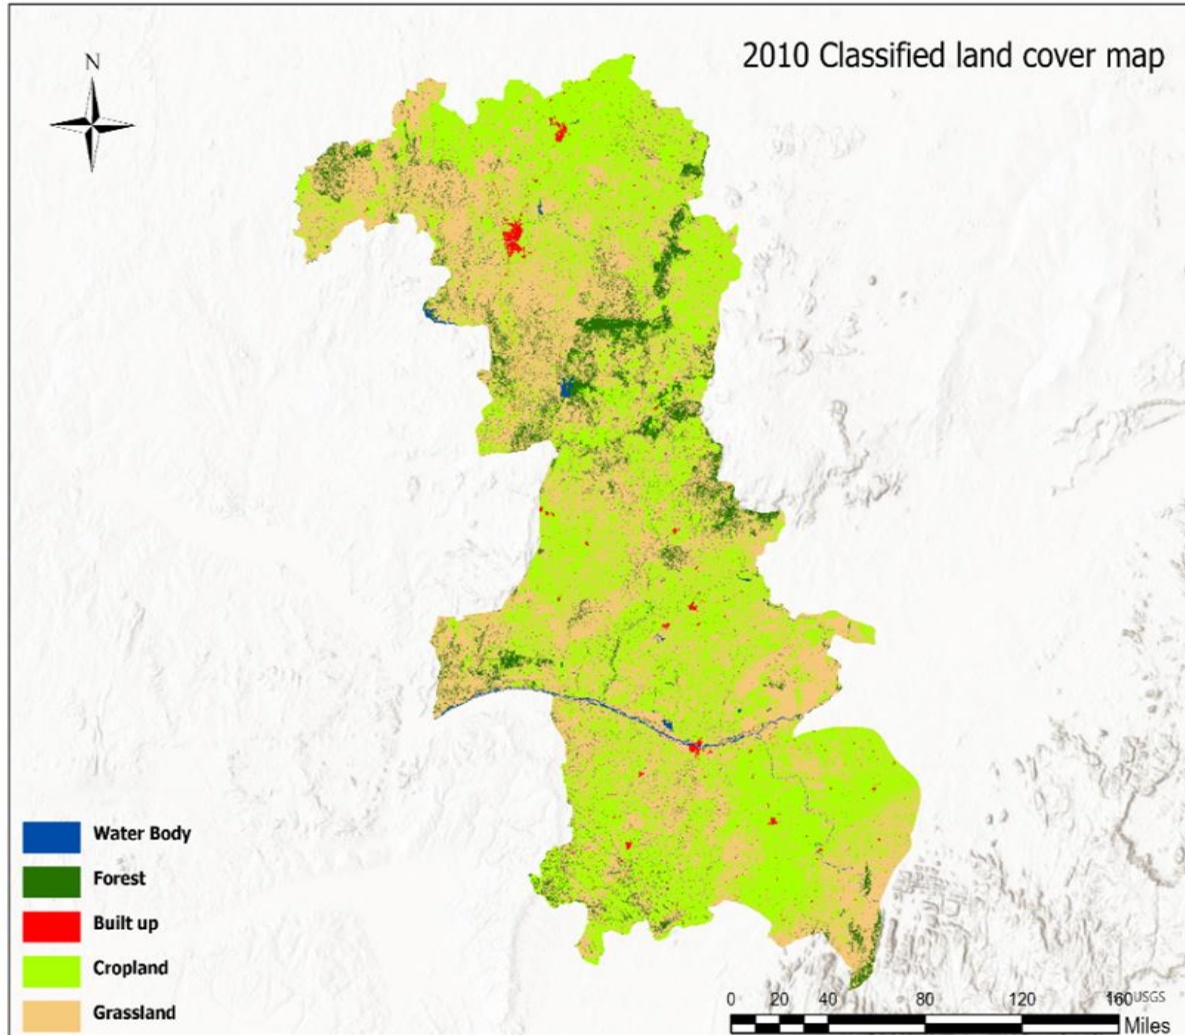 2010 Classified land cover map
N
Water Body
Forest
Built up
Cropland
Grassland
0 20 40 80 120 160
USGS
Miles